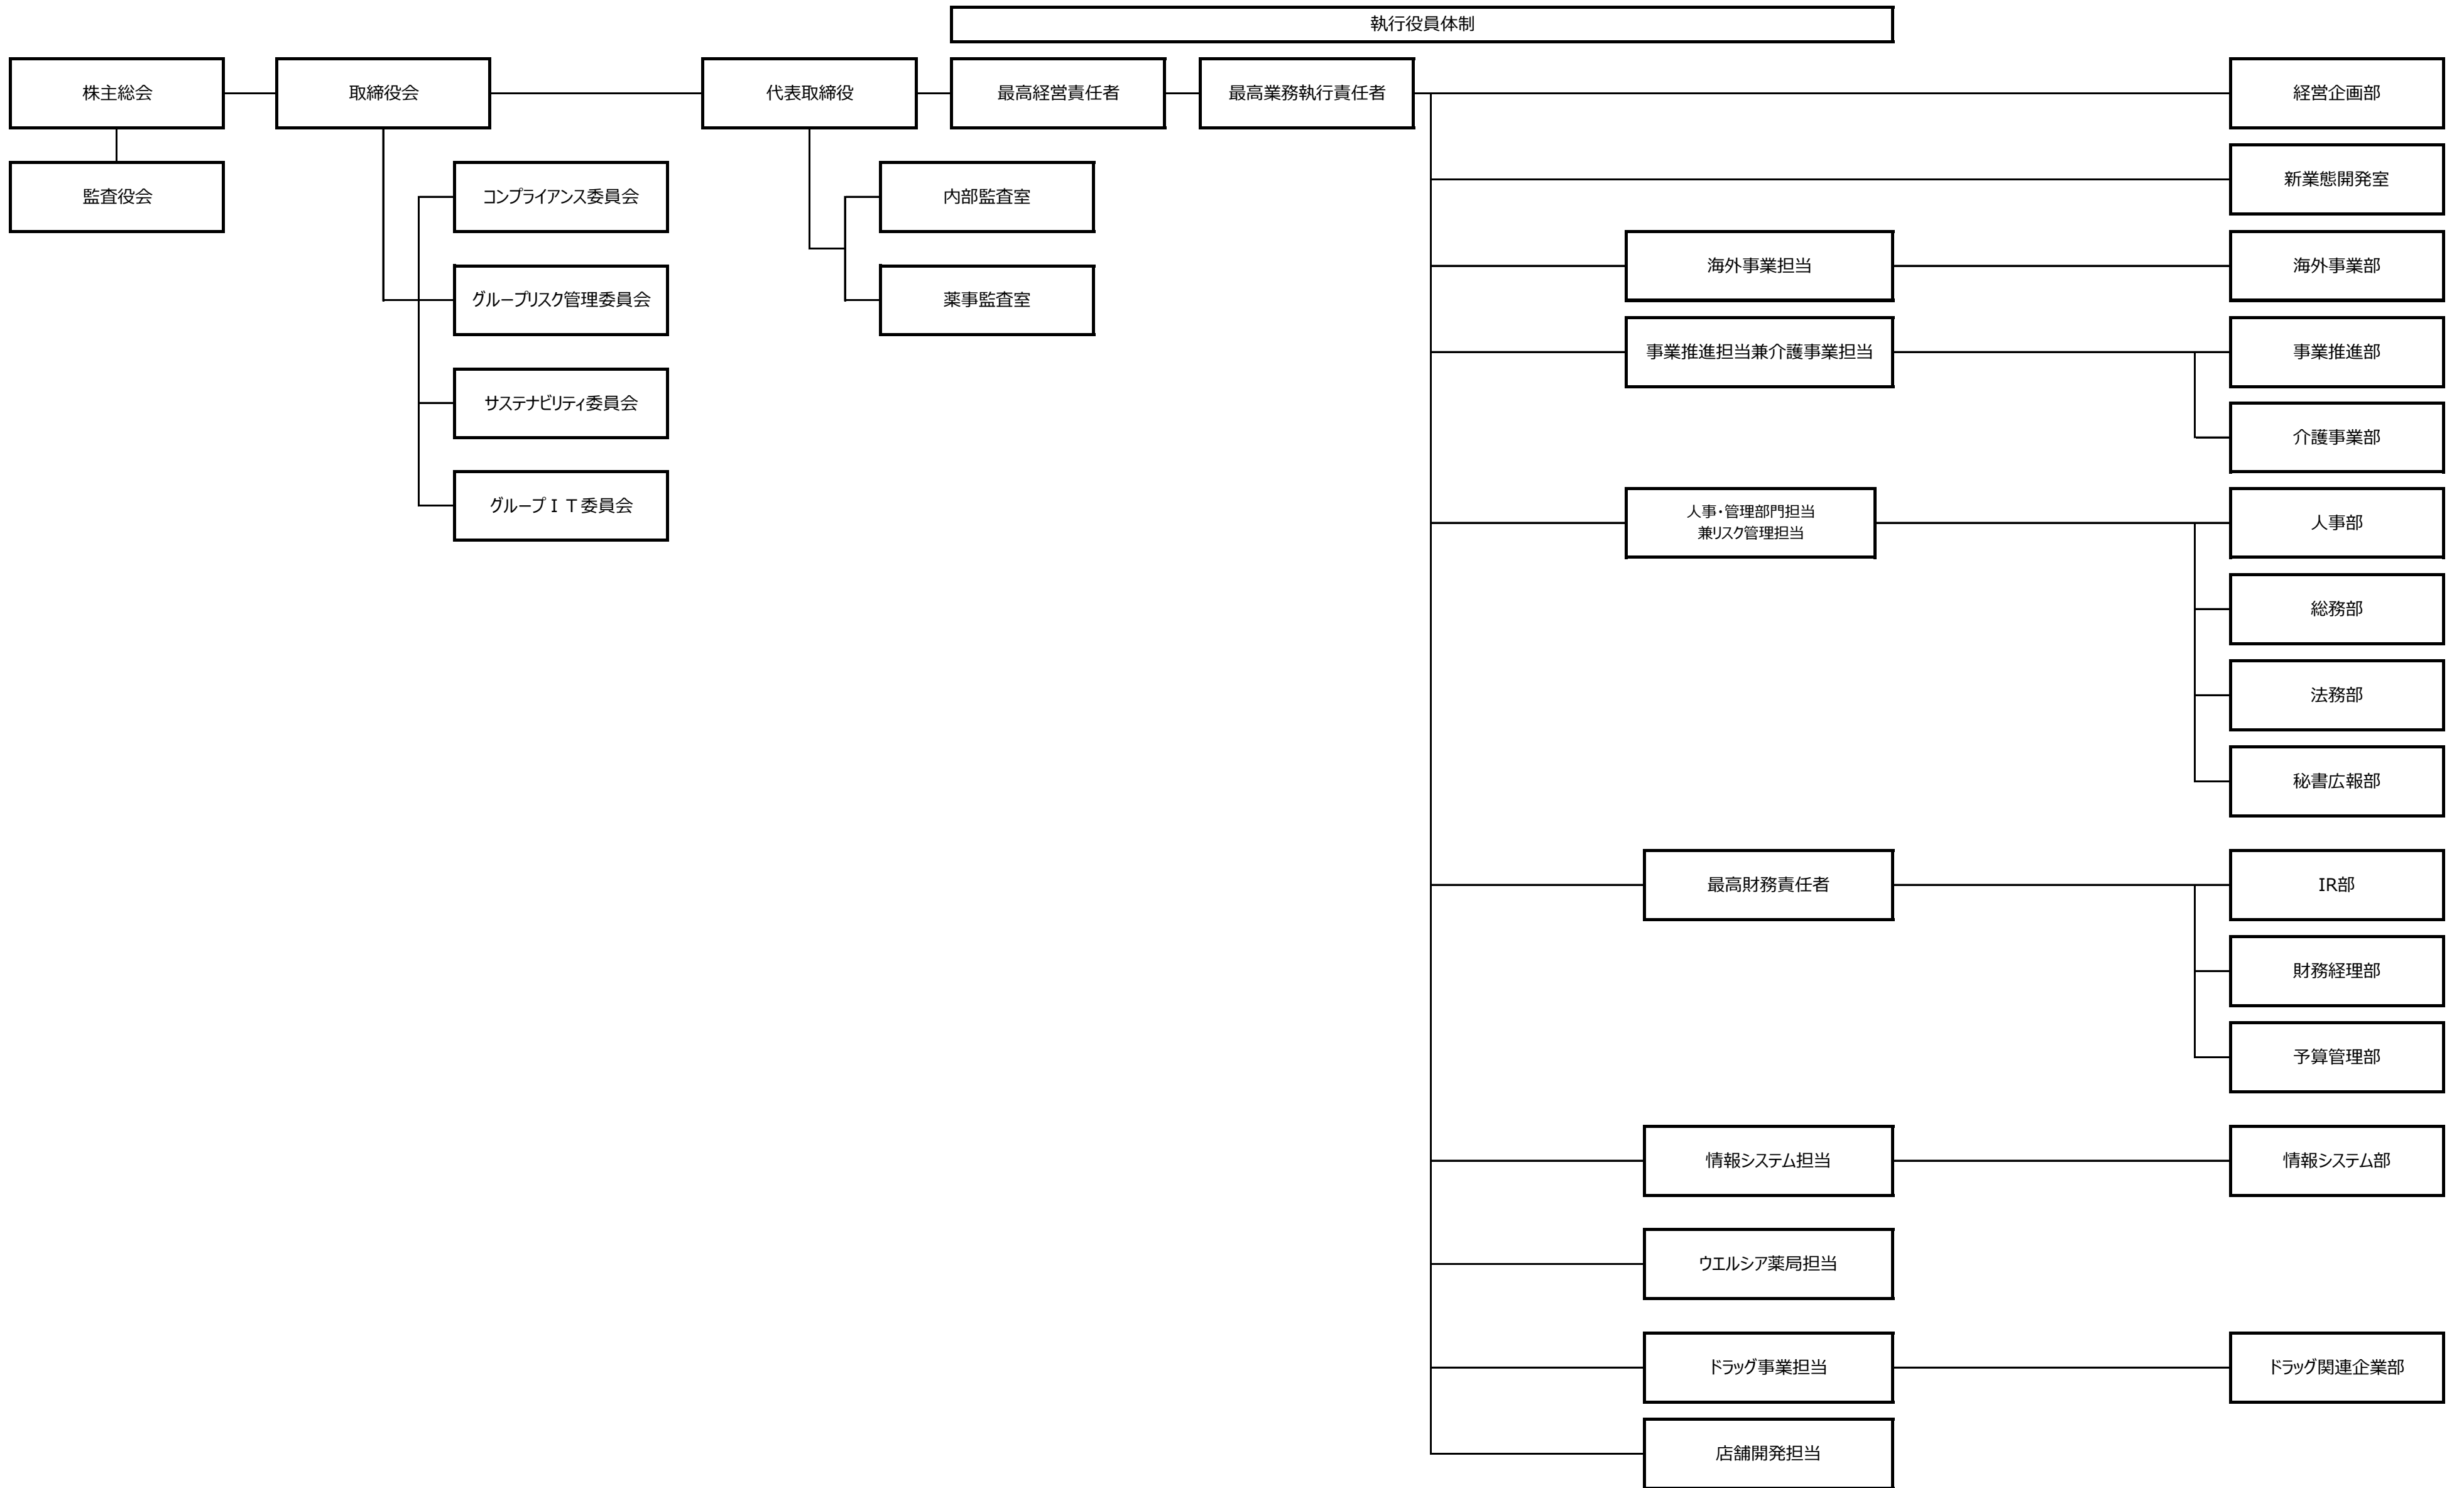 執行役員体制
株主総会
取締役会
代表取締役
最高経営責任者
最高業務執行責任者
経営企画部
新業態開発室
監査役会
コンプライアンス委員会
内部監査室
海外事業担当
海外事業部
グループリスク管理委員会
薬事監査室
事業推進担当兼介護事業担当
事業推進部
サステナビリティ委員会
介護事業部
グループＩＴ委員会
人事・管理部門担当
兼リスク管理担当
人事部
総務部
法務部
秘書広報部
最高財務責任者
IR部
財務経理部
予算管理部
情報システム担当
情報システム部
ウエルシア薬局担当
ドラッグ事業担当
ドラッグ関連企業部
店舗開発担当